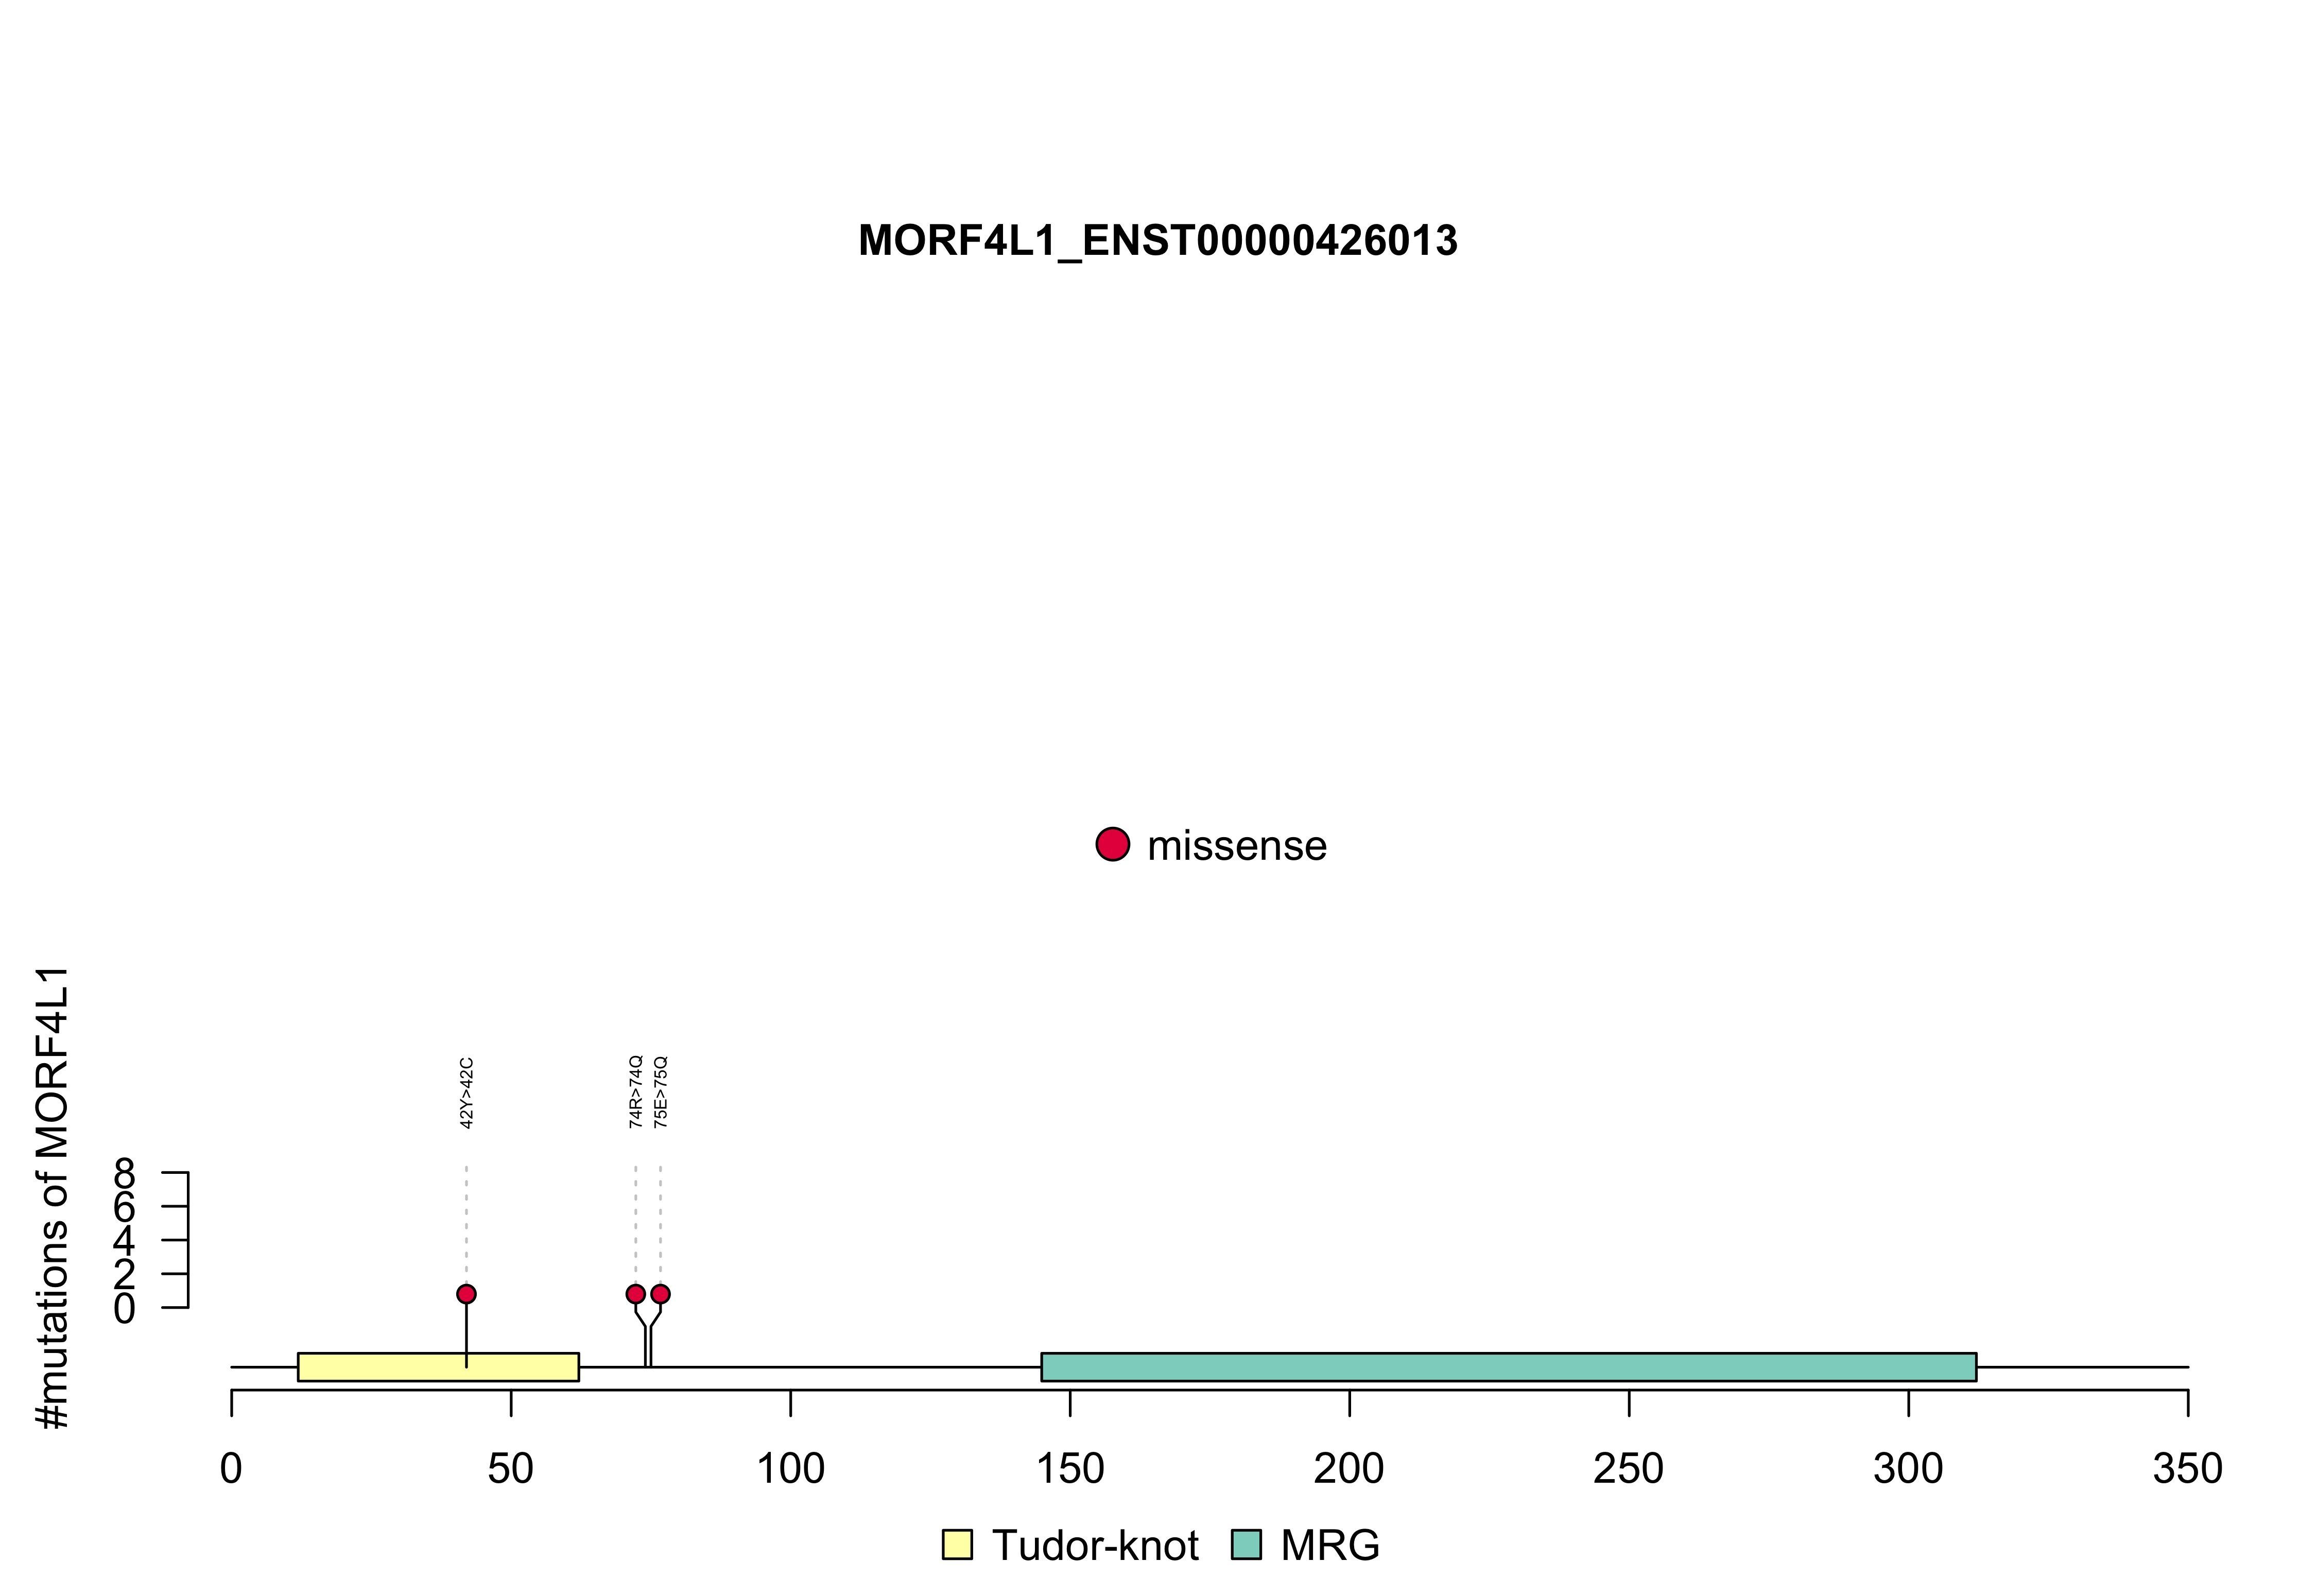 MORF4L1_ENST00000426013
missense
#mutations of MORF4L1
42Y>42C
74R>74Q
75E>75Q
8
6
4
2
0
0 50 100 150 200 250 300 350
Tudor-knot MRG